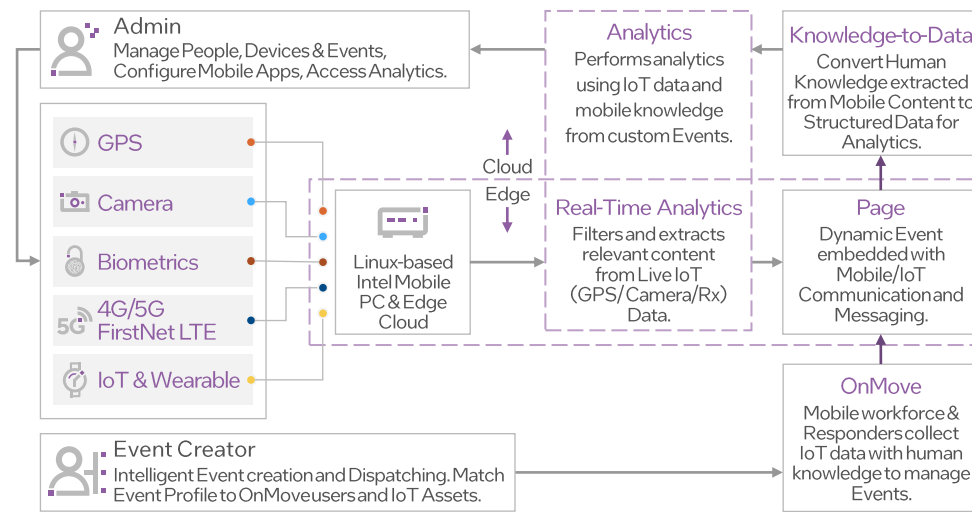 Admin
Manage People, Devices & Events,
Configure Mobile Apps, Access Analytics.
GPS
Camera
Biometrics
5G
4G/5G
FirstNet LTE
IoT & Wearable
Linux-based
Intel Mobile
PC & Edge
Cloud
Cloud
Edge
Analytics
Performs analytics
using IoT data and
mobile knowledge
from custom Events.
Real-Time Analytics
Filters and extracts
relevant content
from Live IoT
(GPS/Camera/Rx)
Data.
Knowledge-to-Data
Convert Human
Knowledge extracted
from Mobile Content to
Structured Data for
Analytics.
Page
Dynamic Event
embedded with
Mobile/IoT
Communication and
Messaging.
OnMove
Mobile workforce &
Responders collect
IoT data with human
knowledge to manage
Events.
Event Creator
Intelligent Event creation and Dispatching. Match
Event Profile to OnMove users and IoT Assets.